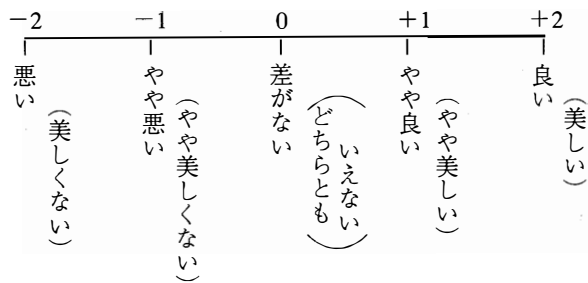 −2 −1 0 +1 +2
悪い
(美しくない)
やや悪い
(やや美しくない)
差がない
(どちらとも
いえない)
やや良い
(やや美しい)
良い
(美しい)